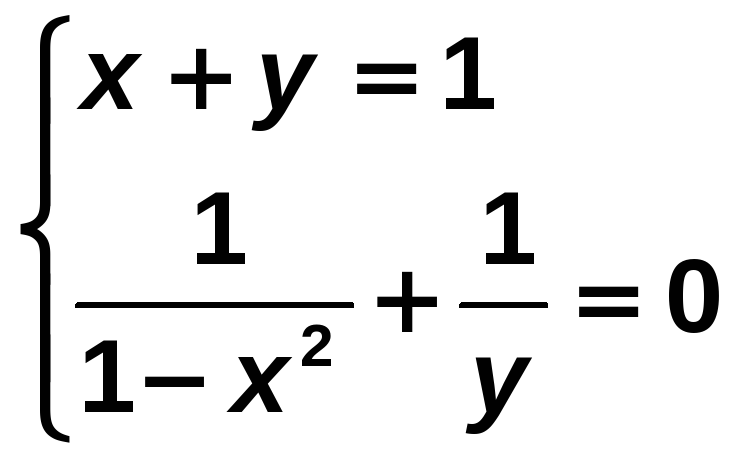 x + y = 1
1/(1 − x²) + 1/y = 0